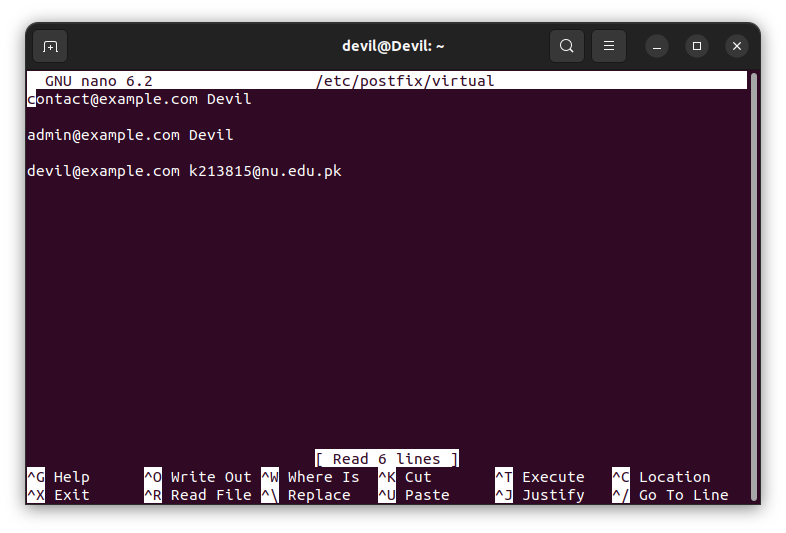 devil@Devil: ~
GNU nano 6.2 /etc/postfix/virtual
contact@example.com Devil
admin@example.com Devil
devil@example.com k213815@nu.edu.pk
[ Read 6 lines ]
^G Help ^O Write Out ^W Where Is ^K Cut ^T Execute ^C Location
^X Exit ^R Read File ^\ Replace ^U Paste ^J Justify ^/ Go To Line